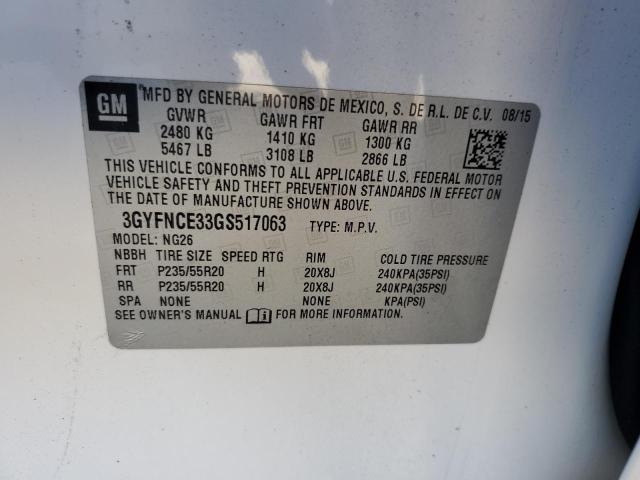 GM ®MFD BY GENERAL MOTORS DE MEXICO, S. DE R.L. DE C.V. 08/15
GVWR GAWR FRT GAWR RR
2480 KG 1410 KG 1300 KG
5467 LB 3108 LB 2866 LB
THIS VEHICLE CONFORMS TO ALL APPLICABLE U.S. FEDERAL MOTOR
VEHICLE SAFETY AND THEFT PREVENTION STANDARDS IN EFFECT ON
THE DATE OF MANUFACTURE SHOWN ABOVE.
3GYFNCE33GS517063 TYPE: M.P.V.
MODEL: NG26
NBBH TIRE SIZE SPEED RTG RIM COLD TIRE PRESSURE
FRT P235/55R20 H 20X8J 240KPA(35PSI)
RR P235/55R20 H 20X8J 240KPA(35PSI)
SPA NONE NONE KPA(PSI)
SEE OWNER'S MANUAL FOR MORE INFORMATION.